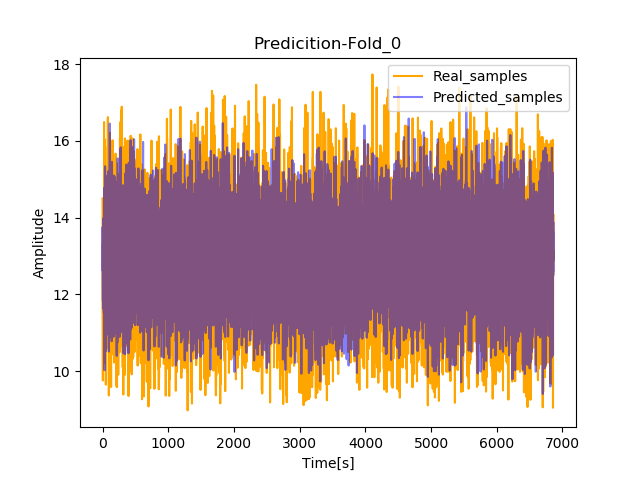 Predicition-Fold_0
Real_samples
Predicted_samples
18
16
14
12
10
Amplitude
0 1000 2000 3000 4000 5000 6000 7000
Time[s]